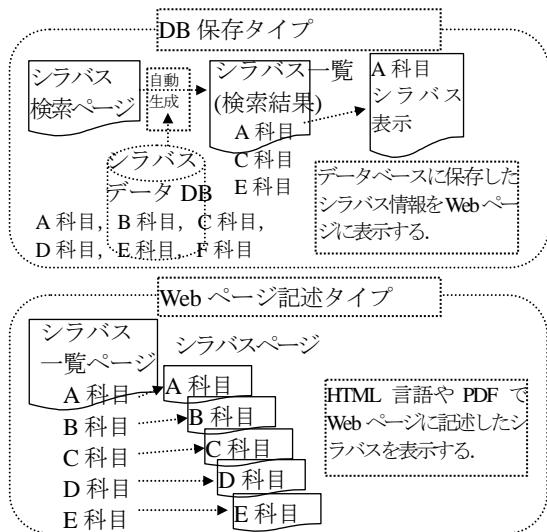 DB 保存タイプ
シラバス
検索ページ
自動
生成
シラバス一覧
(検索結果)
A 科目
C 科目
E 科目
A 科目
シラバス
表示
シラバス
データ DB
A 科目, B 科目, C 科目,
D 科目, E 科目, F 科目
データベースに保存した
シラバス情報を Web ペー
ジに表示する.
Web ページ記述タイプ
シラバス
一覧ページ
A 科目
B 科目
C 科目
D 科目
E 科目
シラバスページ
A 科目
B 科目
C 科目
D 科目
E 科目
HTML 言語や PDF で
Web ページに記述したシ
ラバスを表示する.